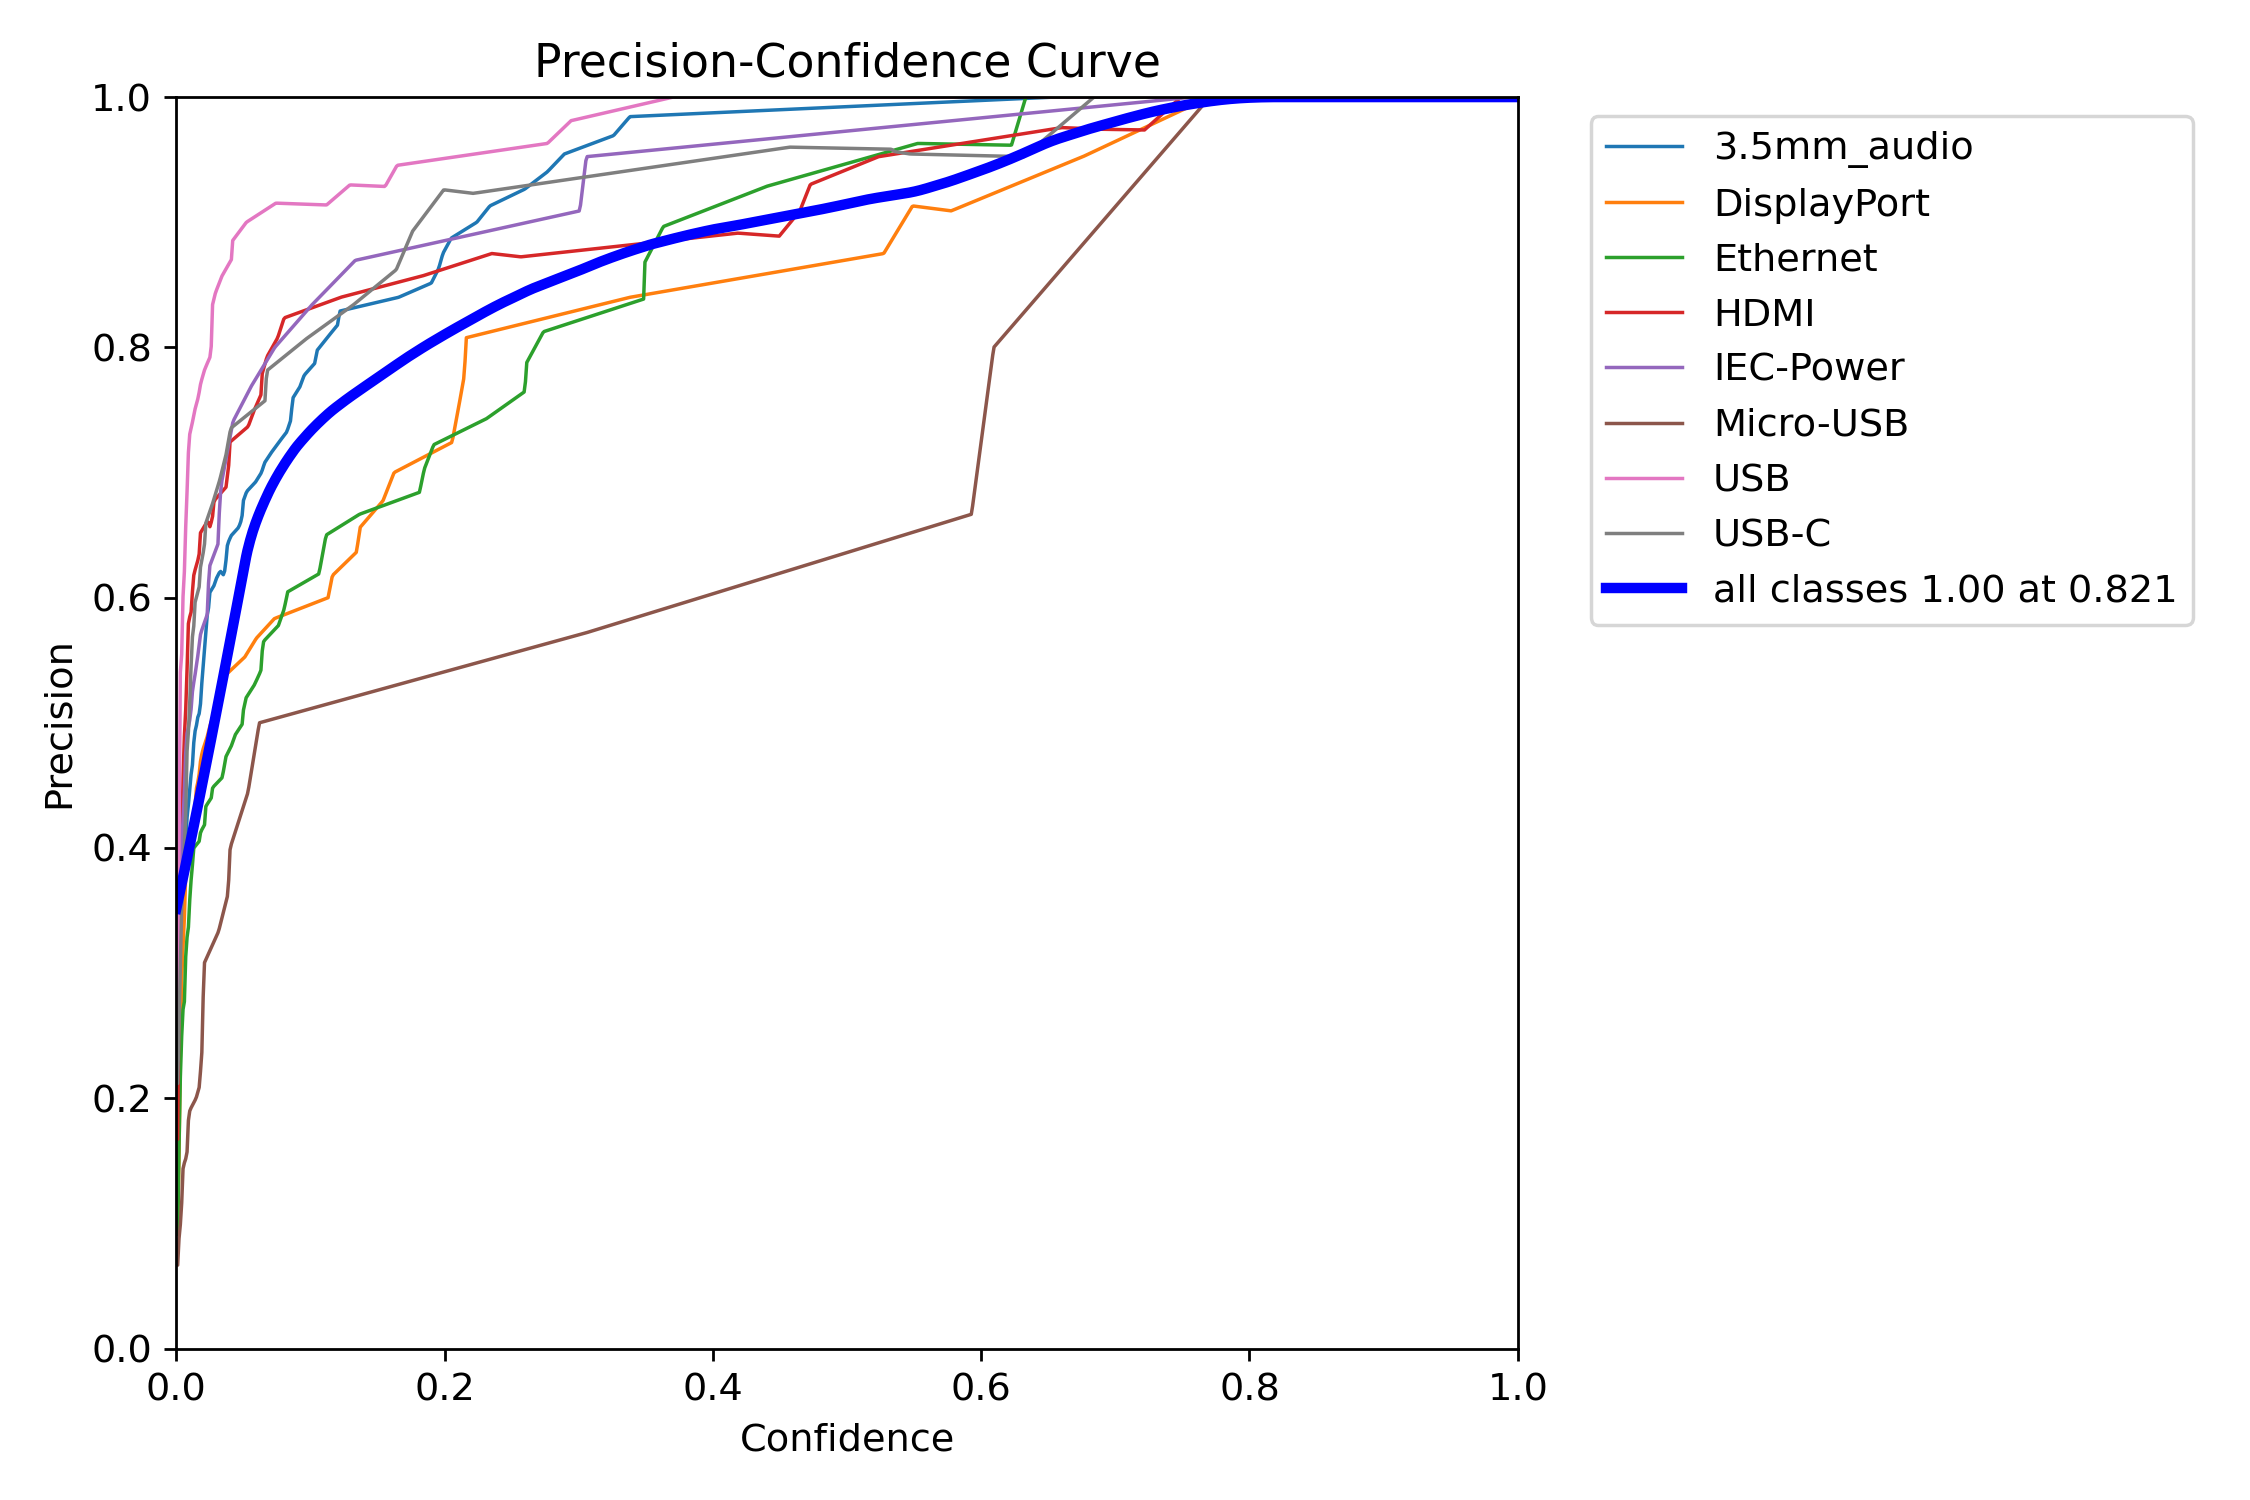 Precision-Confidence Curve
1.0
0.8
0.6
0.4
0.2
0.0
Precision
0.0 0.2 0.4 0.6 0.8 1.0
Confidence
3.5mm_audio
DisplayPort
Ethernet
HDMI
IEC-Power
Micro-USB
USB
USB-C
all classes 1.00 at 0.821